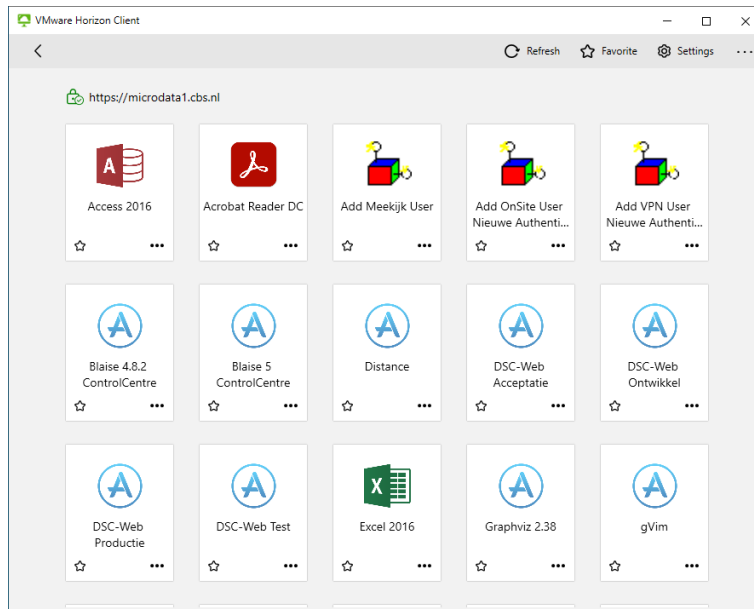 VMware Horizon Client
Refresh
Favorite
Settings
https://microdata1.cbs.nl
Access 2016
Acrobat Reader DC
Add Meekijk User
Add OnSite User
Nieuwe Authenti...
Add VPN User
Nieuwe Authenti...
Blaise 4.8.2
ControlCentre
Blaise 5
ControlCentre
Distance
DSC-Web
Acceptatie
DSC-Web
Ontwikkel
DSC-Web
Productie
DSC-Web Test
Excel 2016
Graphviz 2.38
gVim